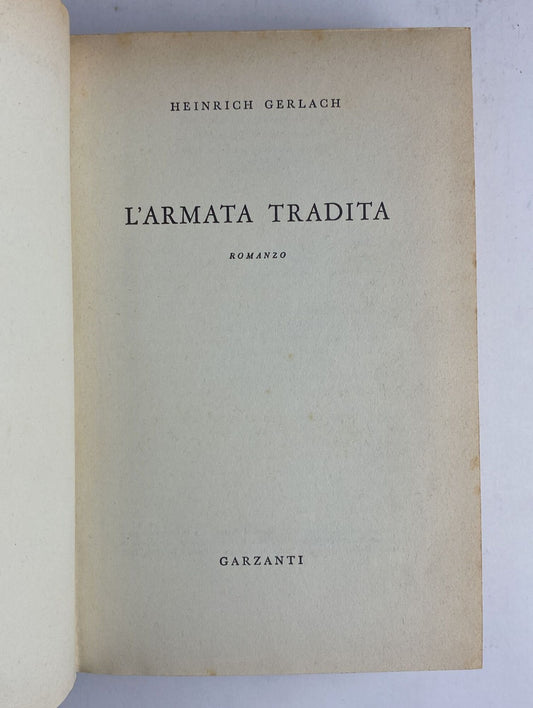 HEINRICH GERLACH
L'ARMATA TRADITA
ROMANZO
GARZANTI